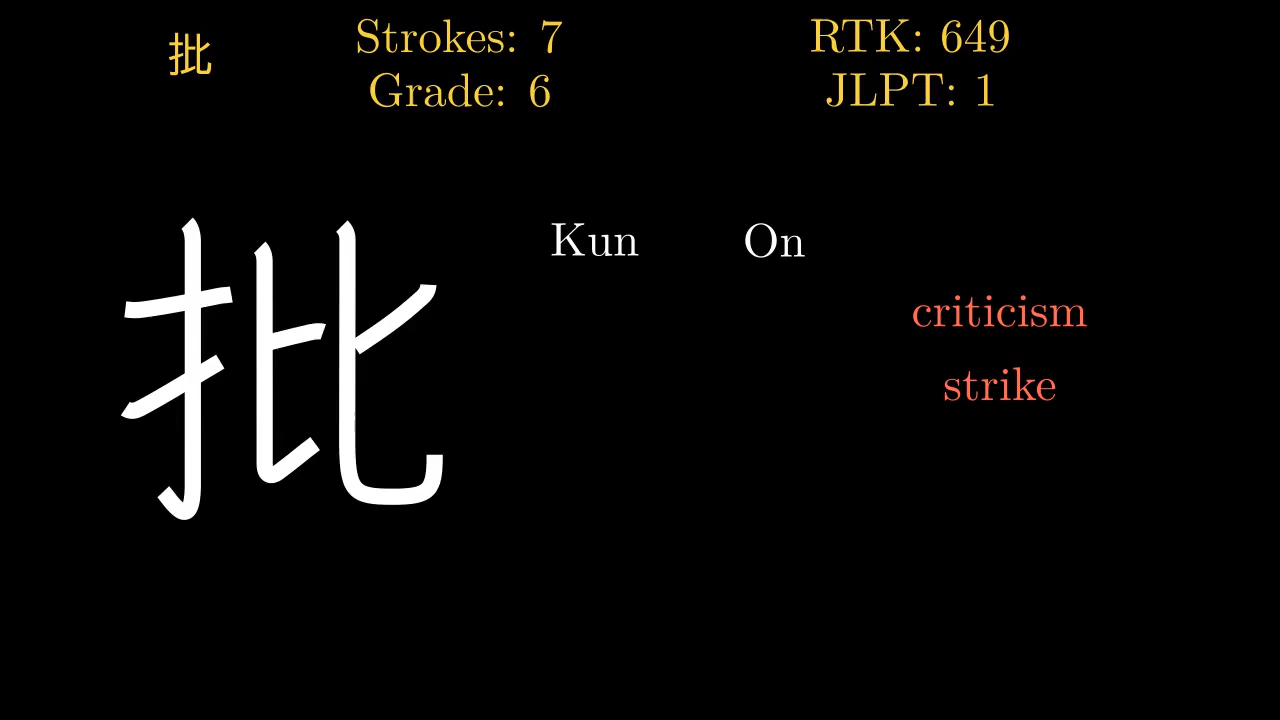 批
Strokes: 7
Grade: 6
RTK: 649
JLPT: 1
批
Kun
On
criticism
strike